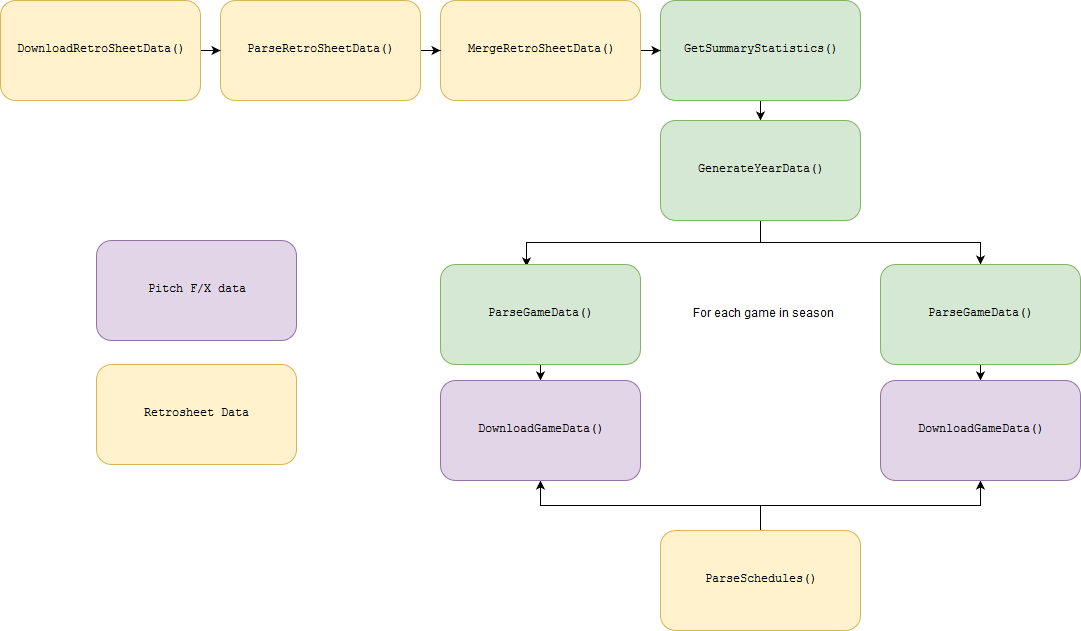 DownloadRetroSheetData()
ParseRetroSheetData()
MergeRetroSheetData()
GetSummaryStatistics()
GenerateYearData()
Pitch F/X data
ParseGameData()
For each game in season
ParseGameData()
Retrosheet Data
DownloadGameData()
DownloadGameData()
ParseSchedules()